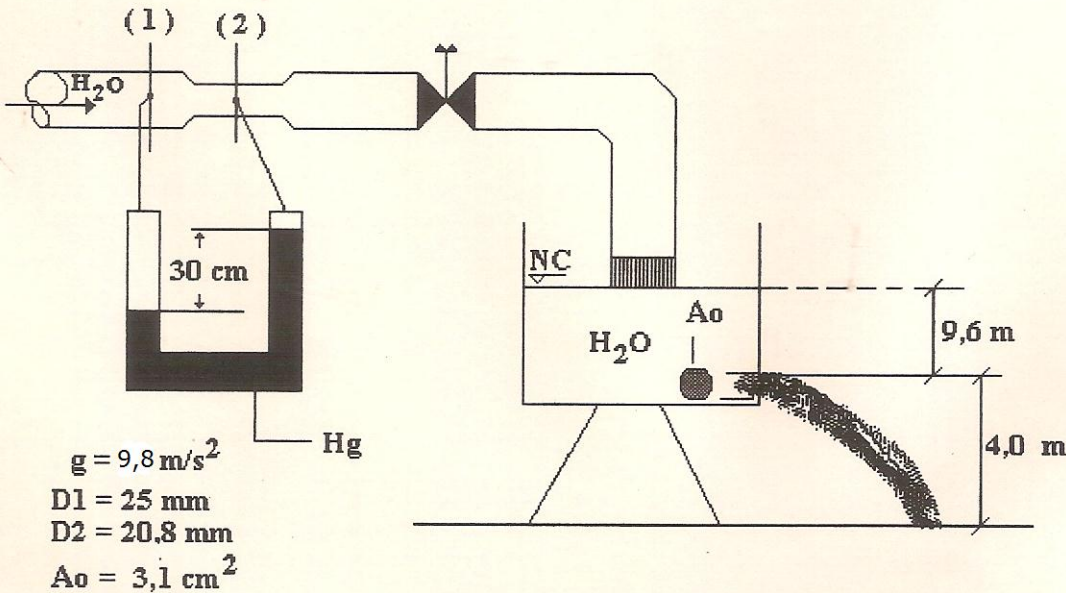 (1) (2)
H₂O
30 cm
NC
Ao
H₂O
9,6 m
4,0 m
Hg
g = 9,8 m/s²
D1 = 25 mm
D2 = 20,8 mm
Ao = 3,1 cm²